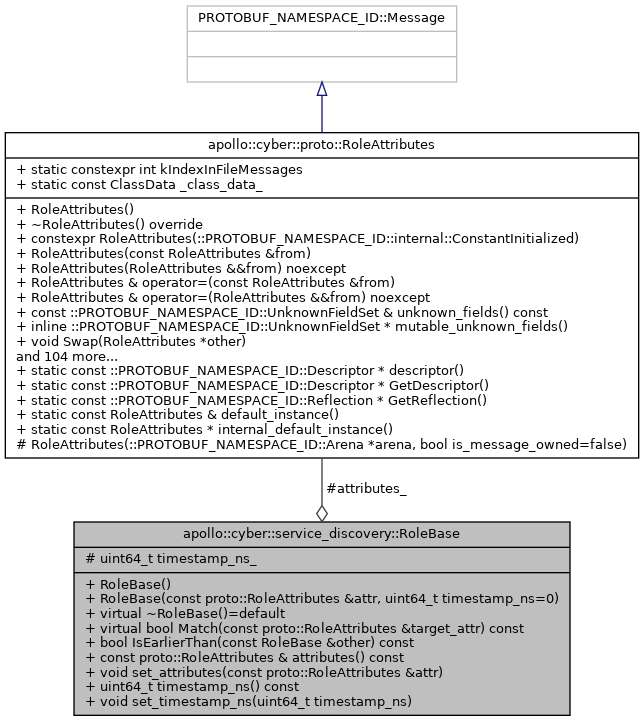 PROTOBUF_NAMESPACE_ID::Message
apollo::cyber::proto::RoleAttributes
+ static constexpr int kIndexInFileMessages
+ static const ClassData _class_data_
+ RoleAttributes()
+ ~RoleAttributes() override
+ constexpr RoleAttributes(::PROTOBUF_NAMESPACE_ID::internal::ConstantInitialized)
+ RoleAttributes(const RoleAttributes &from)
+ RoleAttributes(RoleAttributes &&from) noexcept
+ RoleAttributes & operator=(const RoleAttributes &from)
+ RoleAttributes & operator=(RoleAttributes &&from) noexcept
+ const ::PROTOBUF_NAMESPACE_ID::UnknownFieldSet & unknown_fields() const
+ inline ::PROTOBUF_NAMESPACE_ID::UnknownFieldSet * mutable_unknown_fields()
+ void Swap(RoleAttributes *other)
and 104 more...
+ static const ::PROTOBUF_NAMESPACE_ID::Descriptor * descriptor()
+ static const ::PROTOBUF_NAMESPACE_ID::Descriptor * GetDescriptor()
+ static const ::PROTOBUF_NAMESPACE_ID::Reflection * GetReflection()
+ static const RoleAttributes & default_instance()
+ static const RoleAttributes * internal_default_instance()
# RoleAttributes(::PROTOBUF_NAMESPACE_ID::Arena *arena, bool is_message_owned=false)
#attributes_
apollo::cyber::service_discovery::RoleBase
# uint64_t timestamp_ns_
+ RoleBase()
+ RoleBase(const proto::RoleAttributes &attr, uint64_t timestamp_ns=0)
+ virtual ~RoleBase()=default
+ virtual bool Match(const proto::RoleAttributes &target_attr) const
+ bool IsEarlierThan(const RoleBase &other) const
+ const proto::RoleAttributes & attributes() const
+ void set_attributes(const proto::RoleAttributes &attr)
+ uint64_t timestamp_ns() const
+ void set_timestamp_ns(uint64_t timestamp_ns)